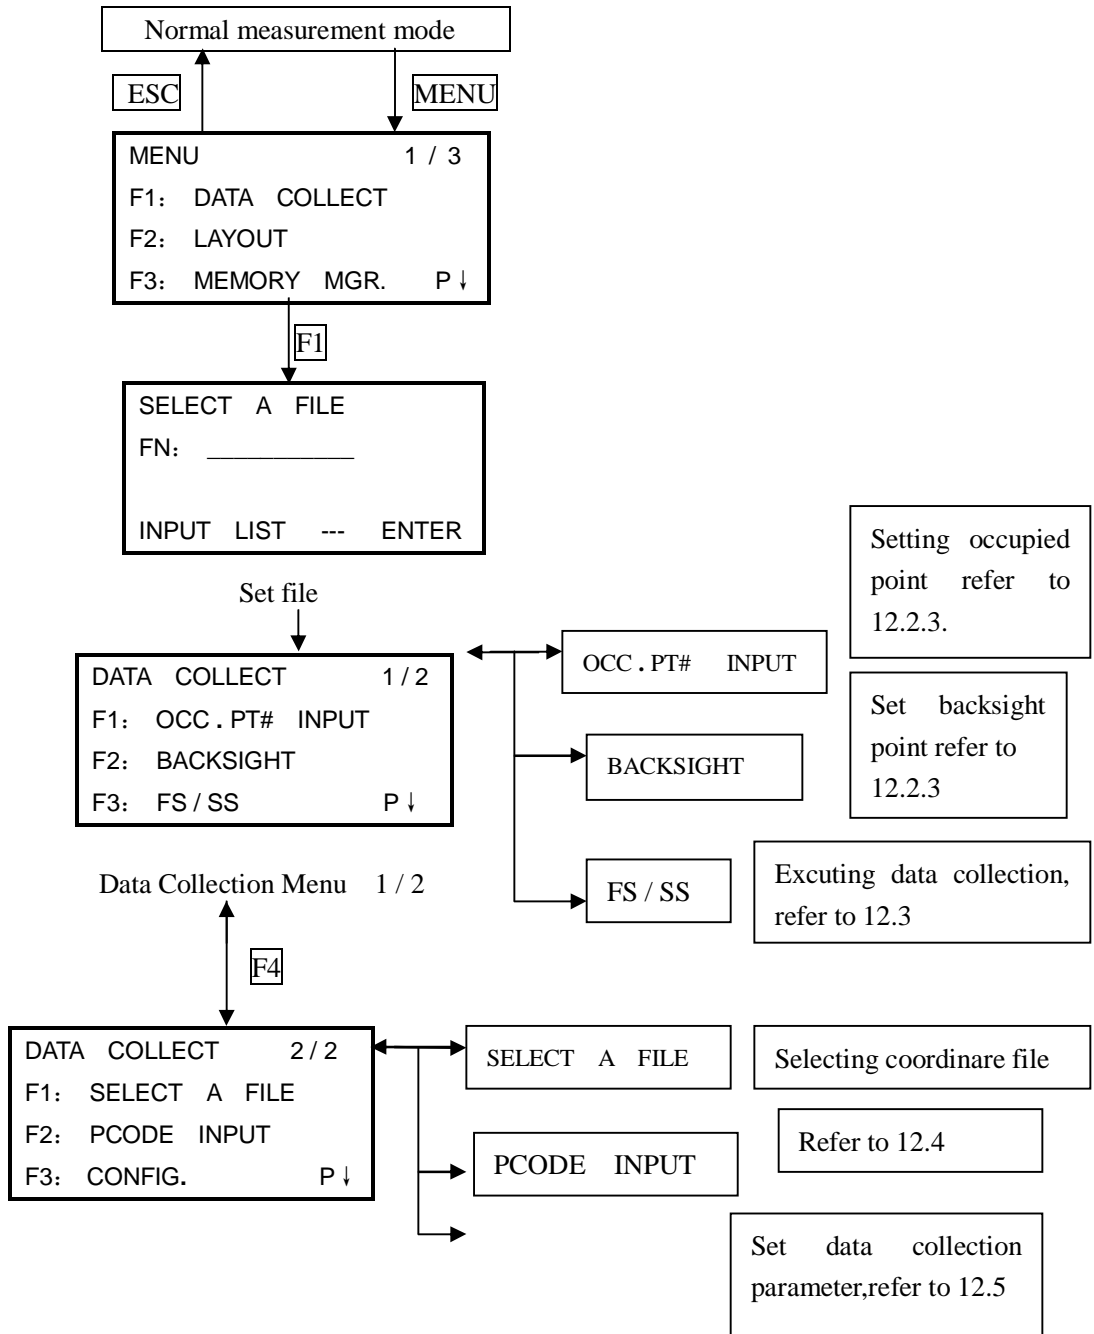 Normal measurement mode
ESC
MENU
MENU 1 / 3
F1: DATA COLLECT
F2: LAYOUT
F3: MEMORY MGR. P↓
F1
SELECT A FILE
FN: ___________
INPUT LIST --- ENTER
Set file
DATA COLLECT 1 / 2
F1: OCC . PT# INPUT
F2: BACKSIGHT
F3: FS / SS P↓
OCC . PT# INPUT
Setting occupied
point refer to
12.2.3.
BACKSIGHT
Set backsight
point refer to
12.2.3
FS / SS
Excuting data collection,
refer to 12.3
Data Collection Menu 1 / 2
F4
DATA COLLECT 2 / 2
F1: SELECT A FILE
F2: PCODE INPUT
F3: CONFIG. P↓
SELECT A FILE
Selecting coordinare file
PCODE INPUT
Refer to 12.4
Set data collection
parameter,refer to 12.5